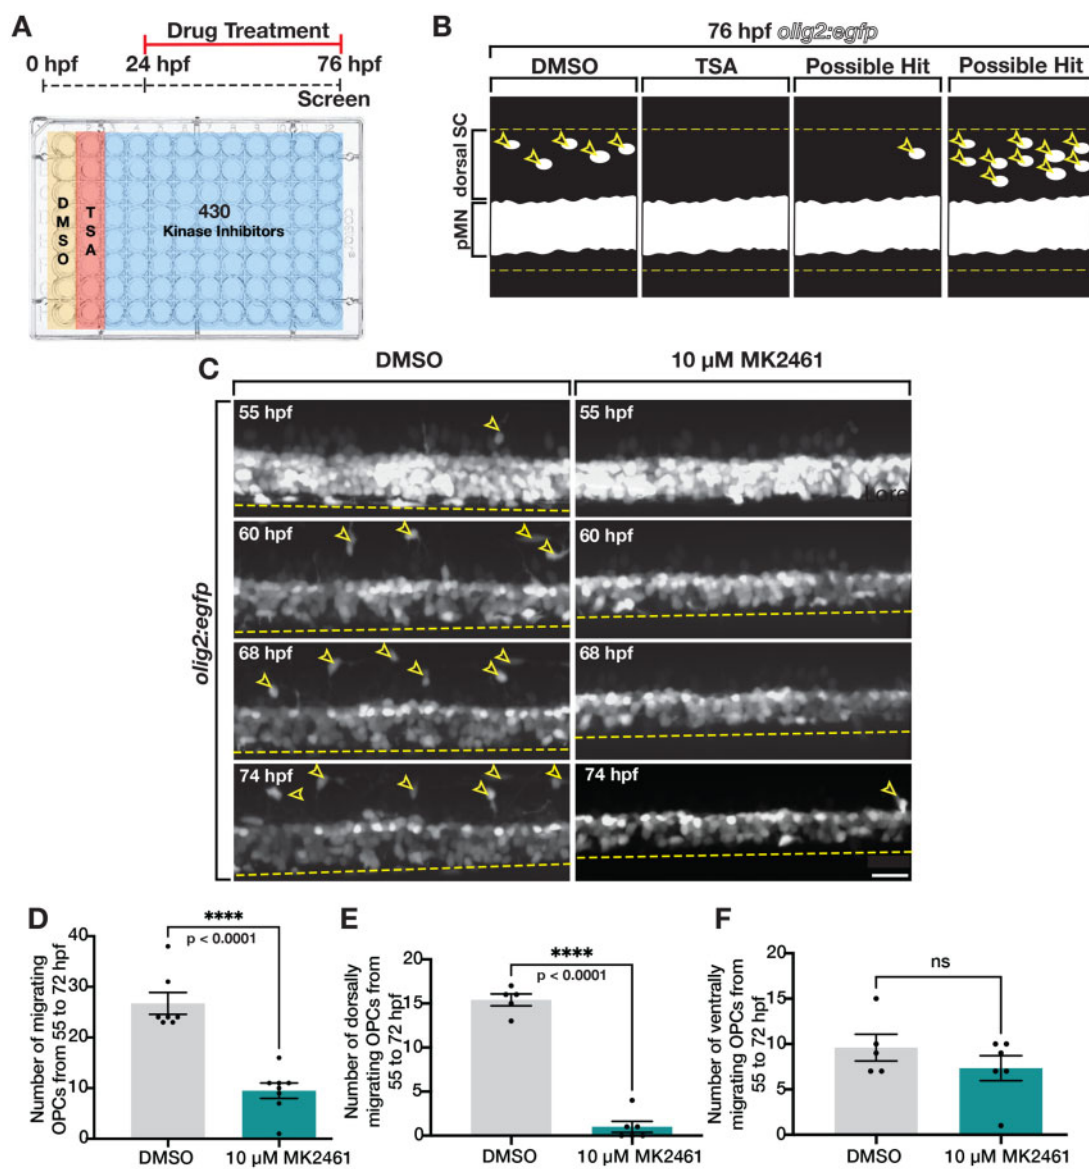 A
Drug Treatment
0 hpf 24 hpf 76 hpf
Screen
DMSO
TSA
430
Kinase Inhibitors
B
76 hpf olig2:egfp
DMSO TSA Possible Hit Possible Hit
dorsal SC
pMN
C
DMSO 10 µM MK2461
olig2:egfp
55 hpf 55 hpf
60 hpf 60 hpf
68 hpf 68 hpf
74 hpf 74 hpf
D
Number of migrating
OPCs from 55 to 72 hpf
40
30
20
10
0
****
p < 0.0001
DMSO 10 µM MK2461
E
Number of dorsally
migrating OPCs from
55 to 72 hpf
20
15
10
5
0
****
p < 0.0001
DMSO 10 µM MK2461
F
Number of ventrally
migrating OPCs from
55 to 72 hpf
20
15
10
5
0
ns
DMSO 10 µM MK2461